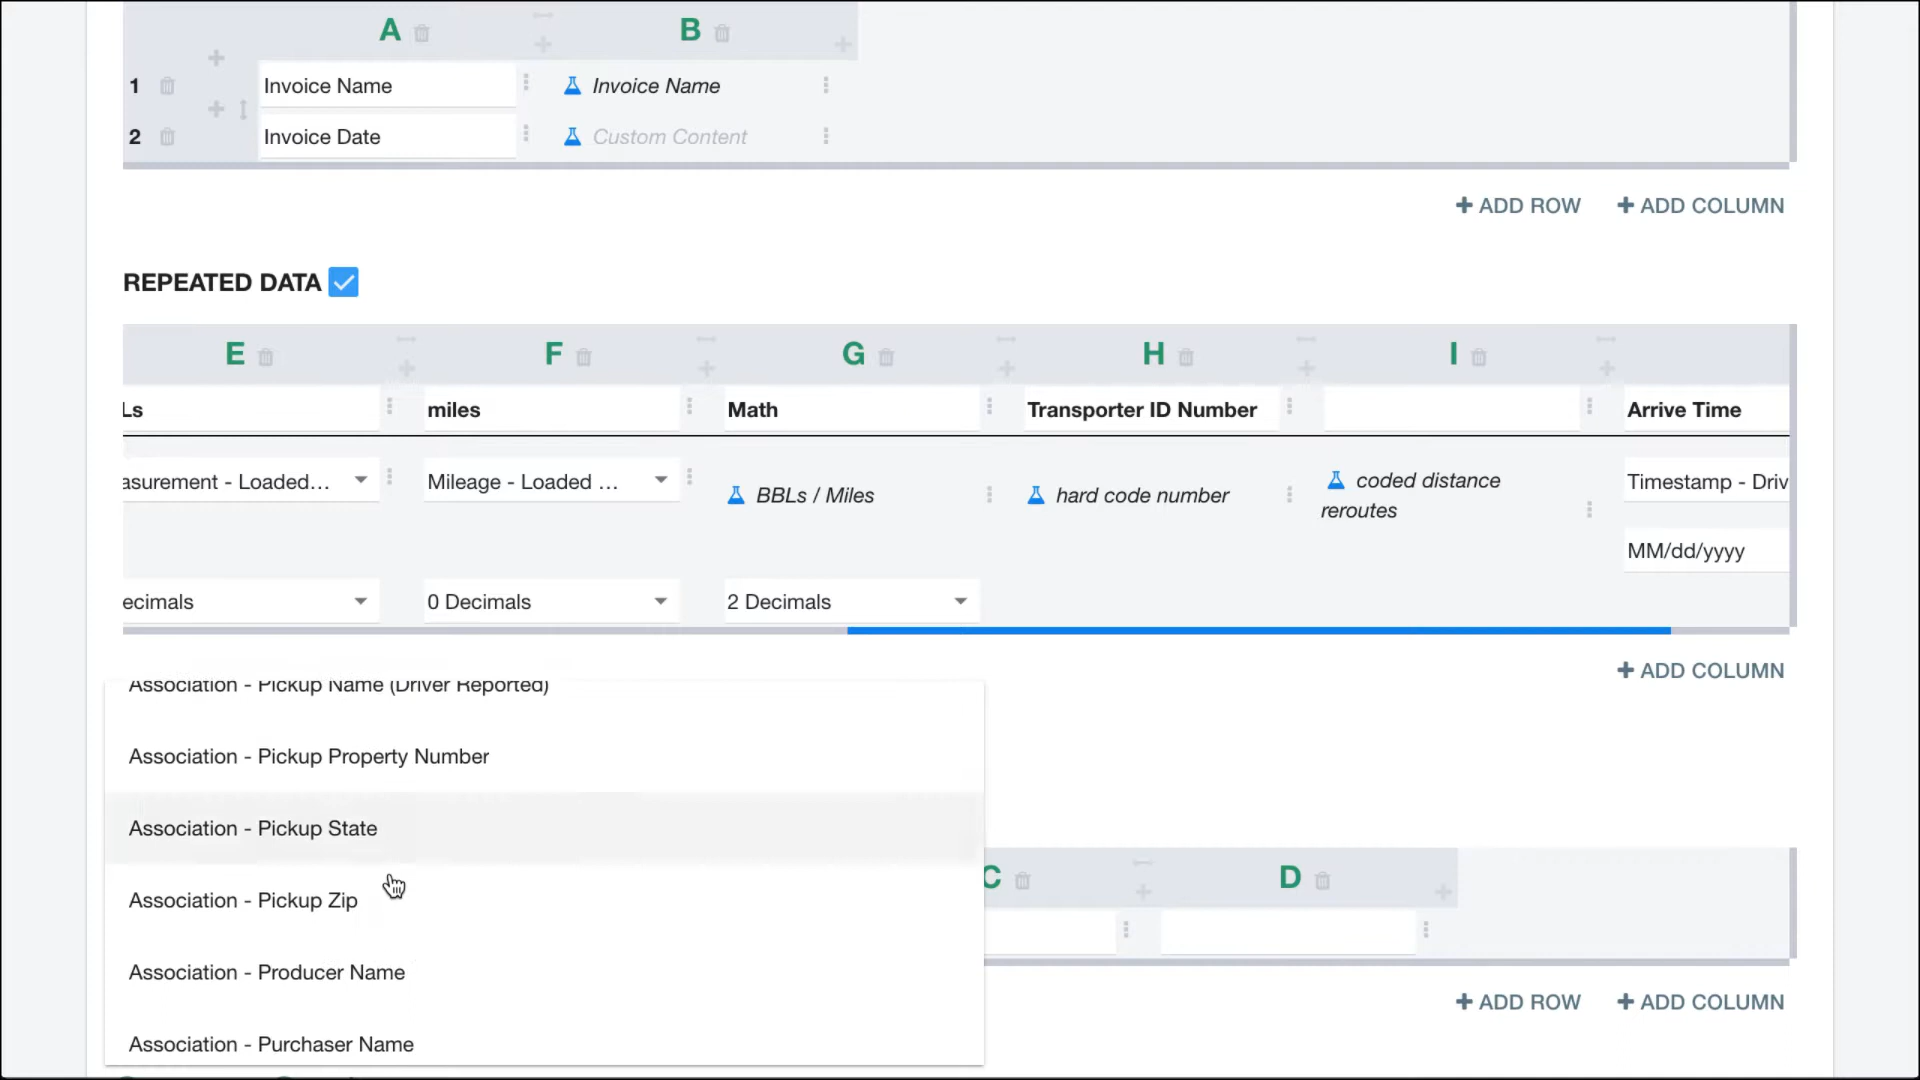 A B
1 Invoice Name Invoice Name
2 Invoice Date Custom Content
ADD ROW ADD COLUMN
REPEATED DATA
E F G H I
Ls miles Math Transporter ID Number Arrive Time
asurement - Loaded... Mileage - Loaded ... BBLs / Miles hard code number coded distance reroutes Timestamp - Driv
MM/dd/yyyy
ecimals 0 Decimals 2 Decimals
ADD COLUMN
Association - Pickup Name (Driver Reported)
Association - Pickup Property Number
Association - Pickup State
C D
Association - Pickup Zip
Association - Producer Name
ADD ROW ADD COLUMN
Association - Purchaser Name